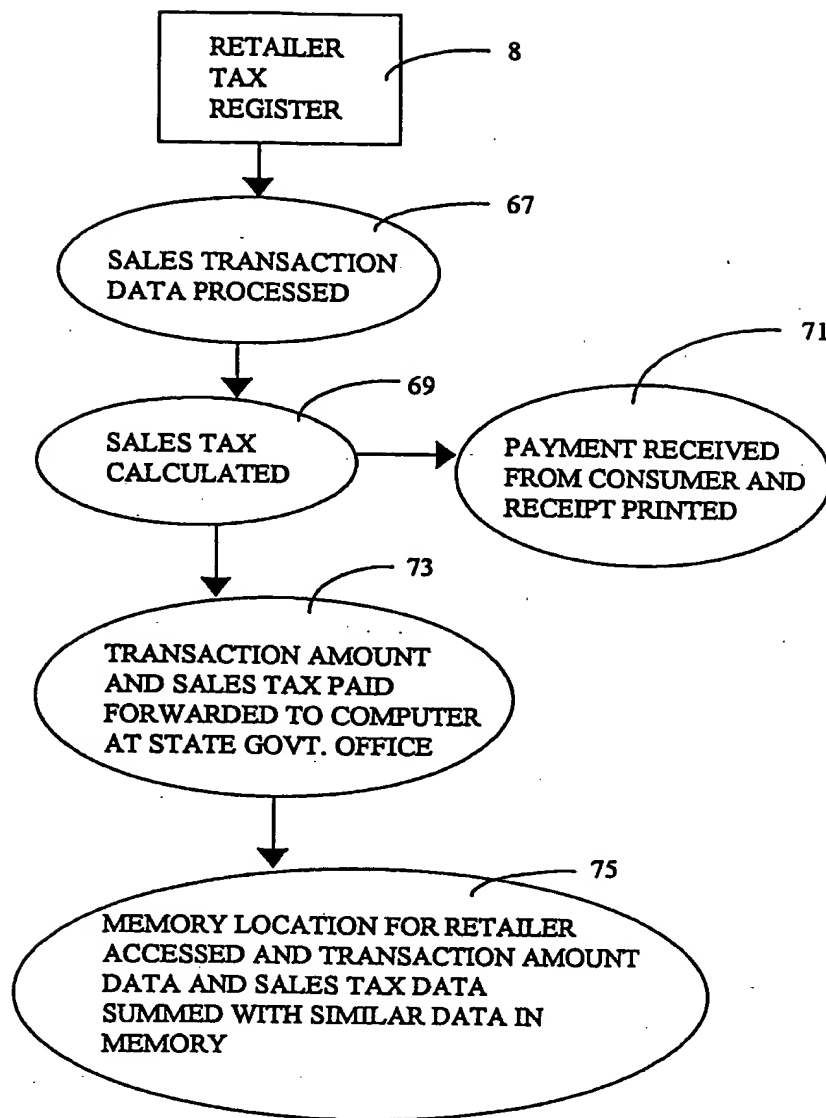 RETAILER
TAX
REGISTER
8
67
SALES TRANSACTION
DATA PROCESSED
71
69
SALES TAX
CALCULATED
PAYMENT RECEIVED
FROM CONSUMER AND
RECEIPT PRINTED
73
TRANSACTION AMOUNT
AND SALES TAX PAID
FORWARDED TO COMPUTER
AT STATE GOVT. OFFICE
75
MEMORY LOCATION FOR RETAILER
ACCESSED AND TRANSACTION AMOUNT
DATA AND SALES TAX DATA
SUMMED WITH SIMILAR DATA IN
MEMORY